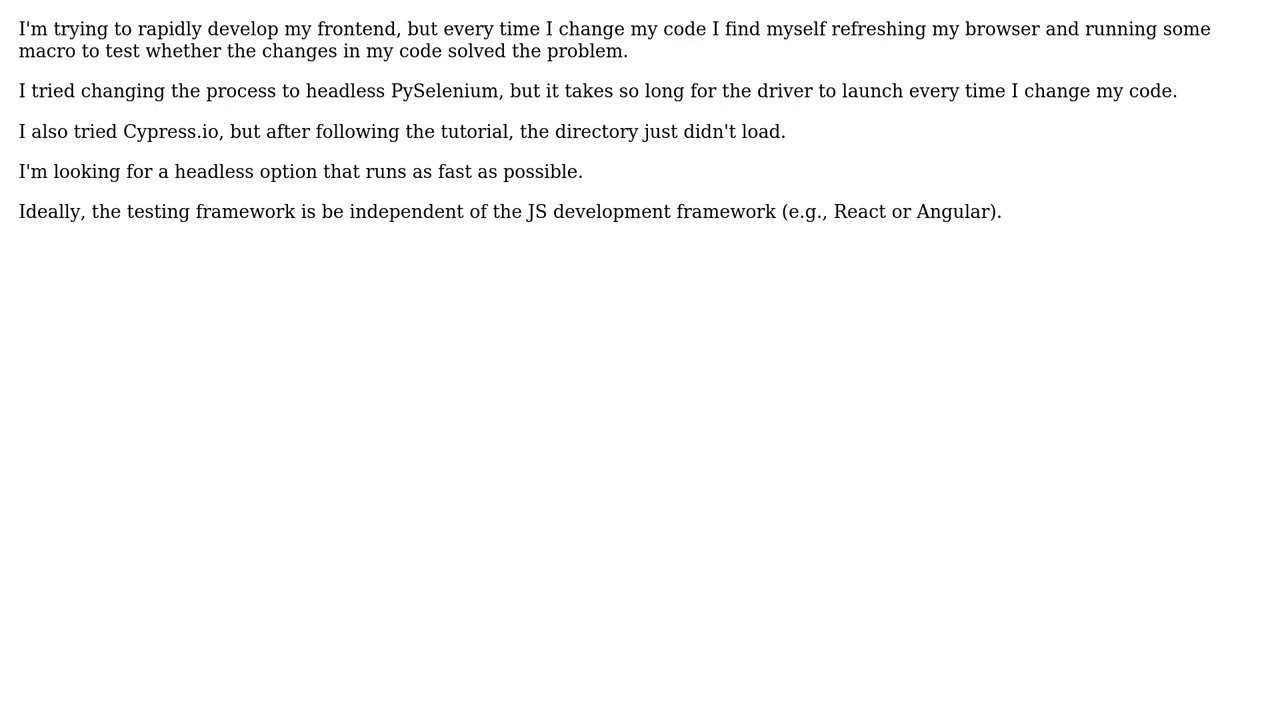 I'm trying to rapidly develop my frontend, but every time I change my code I find myself refreshing my browser and running some
macro to test whether the changes in my code solved the problem.
I tried changing the process to headless PySelenium, but it takes so long for the driver to launch every time I change my code.
I also tried Cypress.io, but after following the tutorial, the directory just didn't load.
I'm looking for a headless option that runs as fast as possible.
Ideally, the testing framework is be independent of the JS development framework (e.g., React or Angular).